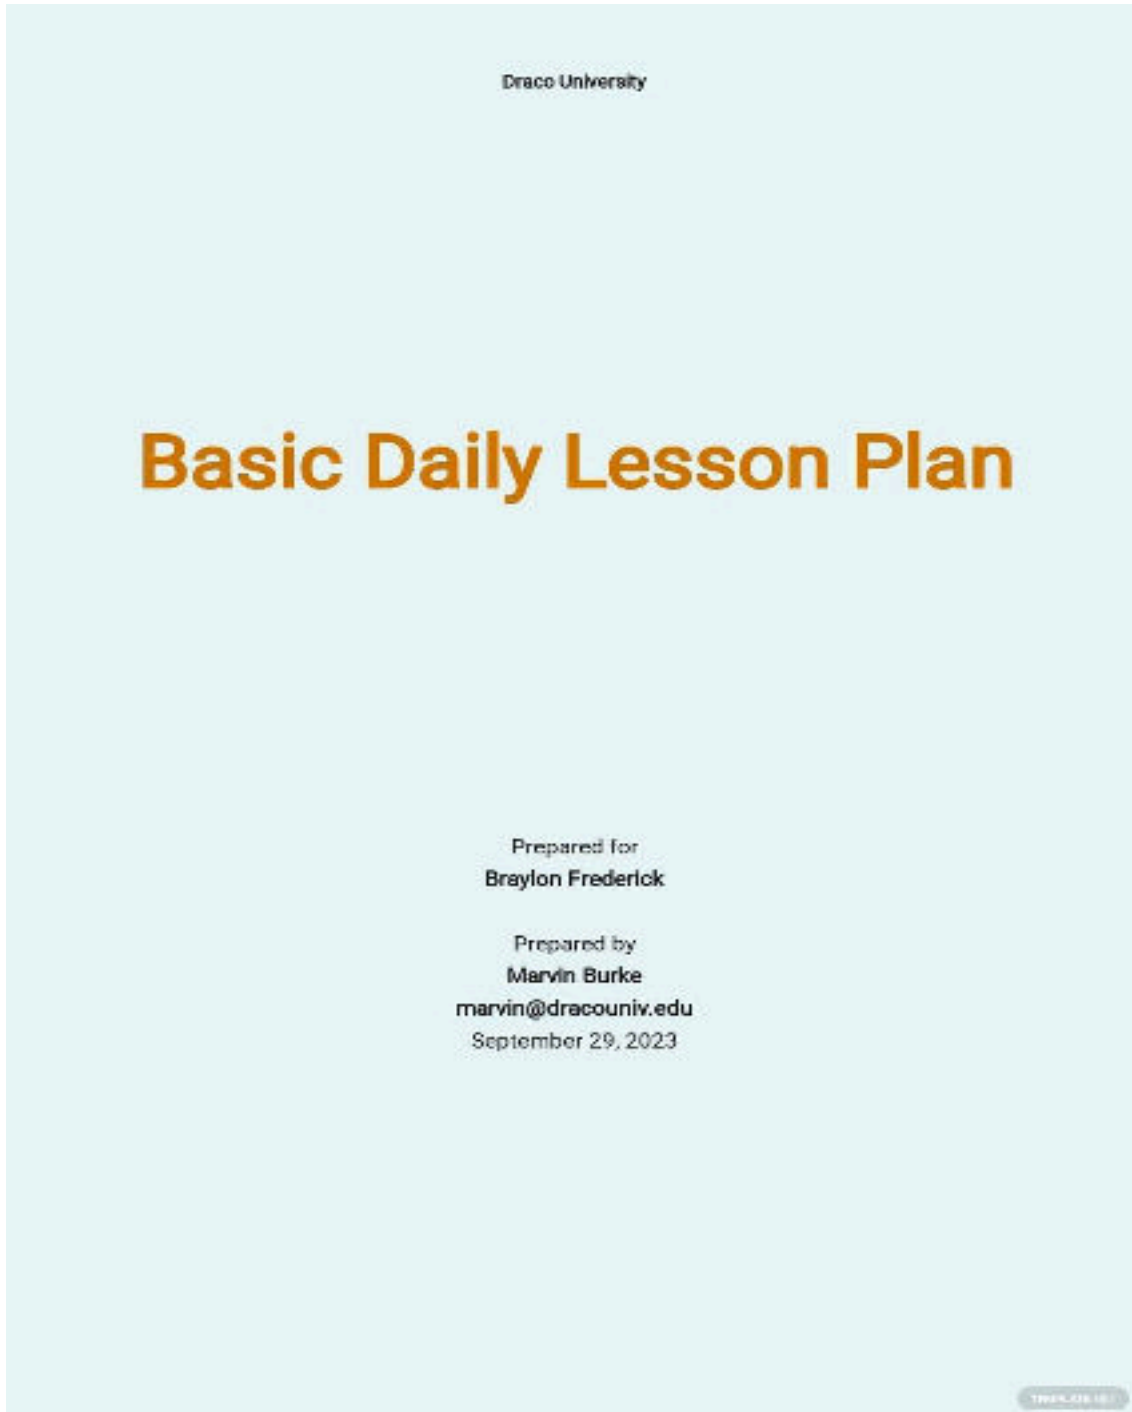 Draco University
Basic Daily Lesson Plan
Prepared for
Braylon Frederick
Prepared by
Marvin Burke
marvin@dracouniv.edu
September 29, 2023